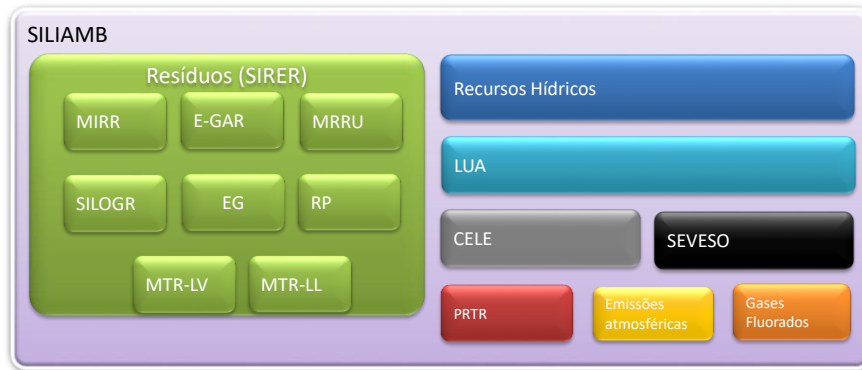 SILIAMB
Resíduos (SIRER)
MIRR
E-GAR
MRRU
SILOGR
EG
RP
MTR-LV
MTR-LL
Recursos Hídricos
LUA
CELE
SEVESO
PRTR
Emissões
atmosféricas
Gases
Fluorados